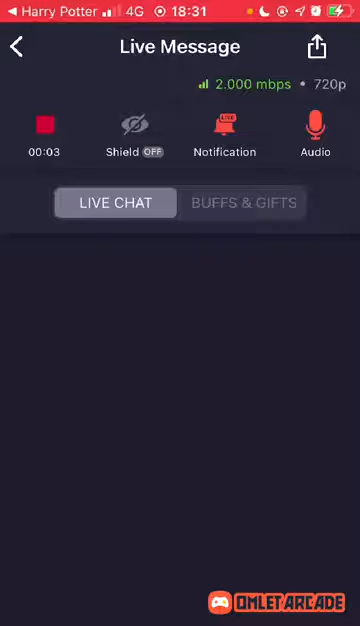 Harry Potter 4G 18:31
Live Message
2.000 mbps • 720p
LIVE
00:03 Shield OFF Notification Audio
LIVE CHAT BUFFS & GIFTS
OMLET ARCADE